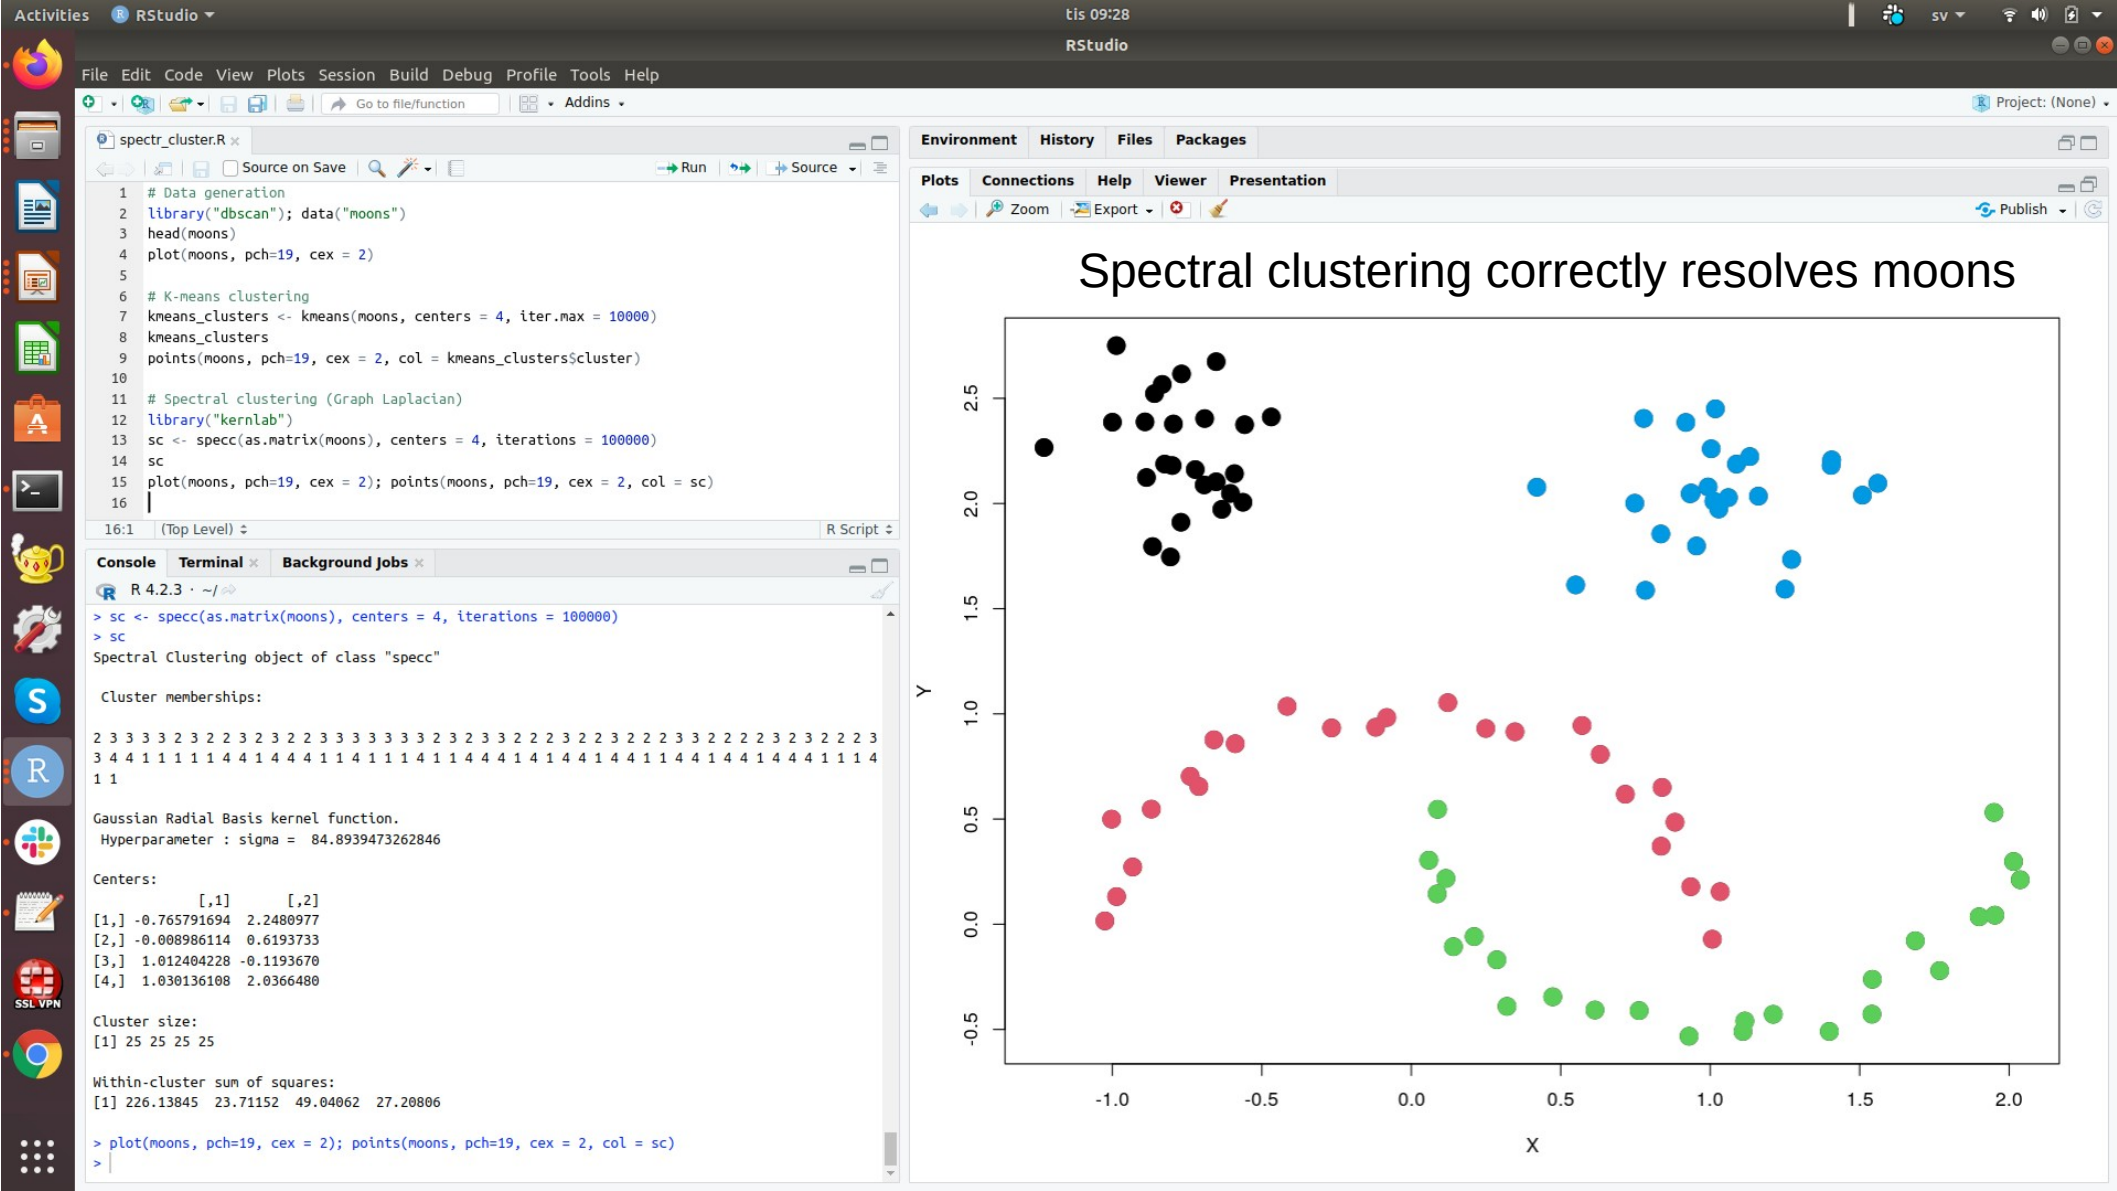 Activities RStudio tis 09:28 sv
RStudio
File Edit Code View Plots Session Build Debug Profile Tools Help
Go to file/function Addins Project: (None)
spectr_cluster.R
Source on Save Run Source
1 # Data generation
2 library("dbscan"); data("moons")
3 head(moons)
4 plot(moons, pch=19, cex = 2)
5
6 # K-means clustering
7 kmeans_clusters <- kmeans(moons, centers = 4, iter.max = 10000)
8 kmeans_clusters
9 points(moons, pch=19, cex = 2, col = kmeans_clusters$cluster)
10
11 # Spectral clustering (Graph Laplacian)
12 library("kernlab")
13 sc <- specc(as.matrix(moons), centers = 4, iterations = 100000)
14 sc
15 plot(moons, pch=19, cex = 2); points(moons, pch=19, cex = 2, col = sc)
16
16:1 (Top Level) R Script
Console Terminal Background Jobs
R 4.2.3 · ~/
> sc <- specc(as.matrix(moons), centers = 4, iterations = 100000)
> sc
Spectral Clustering object of class "specc"
Cluster memberships:
2 3 3 3 3 2 3 2 2 3 2 3 2 2 3 3 3 3 3 3 3 2 3 2 3 3 2 2 2 3 2 2 3 2 2 2 3 3 2 2 2 2 3 2 3 2 2 2 3
3 4 4 1 1 1 1 1 4 4 1 4 4 4 1 1 4 1 1 1 4 1 1 4 4 4 1 4 1 4 4 1 4 4 1 1 4 4 1 4 4 1 4 4 4 1 1 1 4
1 1
Gaussian Radial Basis kernel function.
Hyperparameter : sigma = 84.8939473262846
Centers:
[,1] [,2]
[1,] -0.765791694 2.2480977
[2,] -0.008986114 0.6193733
[3,] 1.012404228 -0.1193670
[4,] 1.030136108 2.0366480
Cluster size:
[1] 25 25 25 25
Within-cluster sum of squares:
[1] 226.13845 23.71152 49.04062 27.20806
> plot(moons, pch=19, cex = 2); points(moons, pch=19, cex = 2, col = sc)
>
Environment History Files Packages
Plots Connections Help Viewer Presentation
Zoom Export Publish
Spectral clustering correctly resolves moons
2.5
2.0
1.5
1.0
0.5
0.0
-0.5
Y
-1.0 -0.5 0.0 0.5 1.0 1.5 2.0
X
SSL VPN